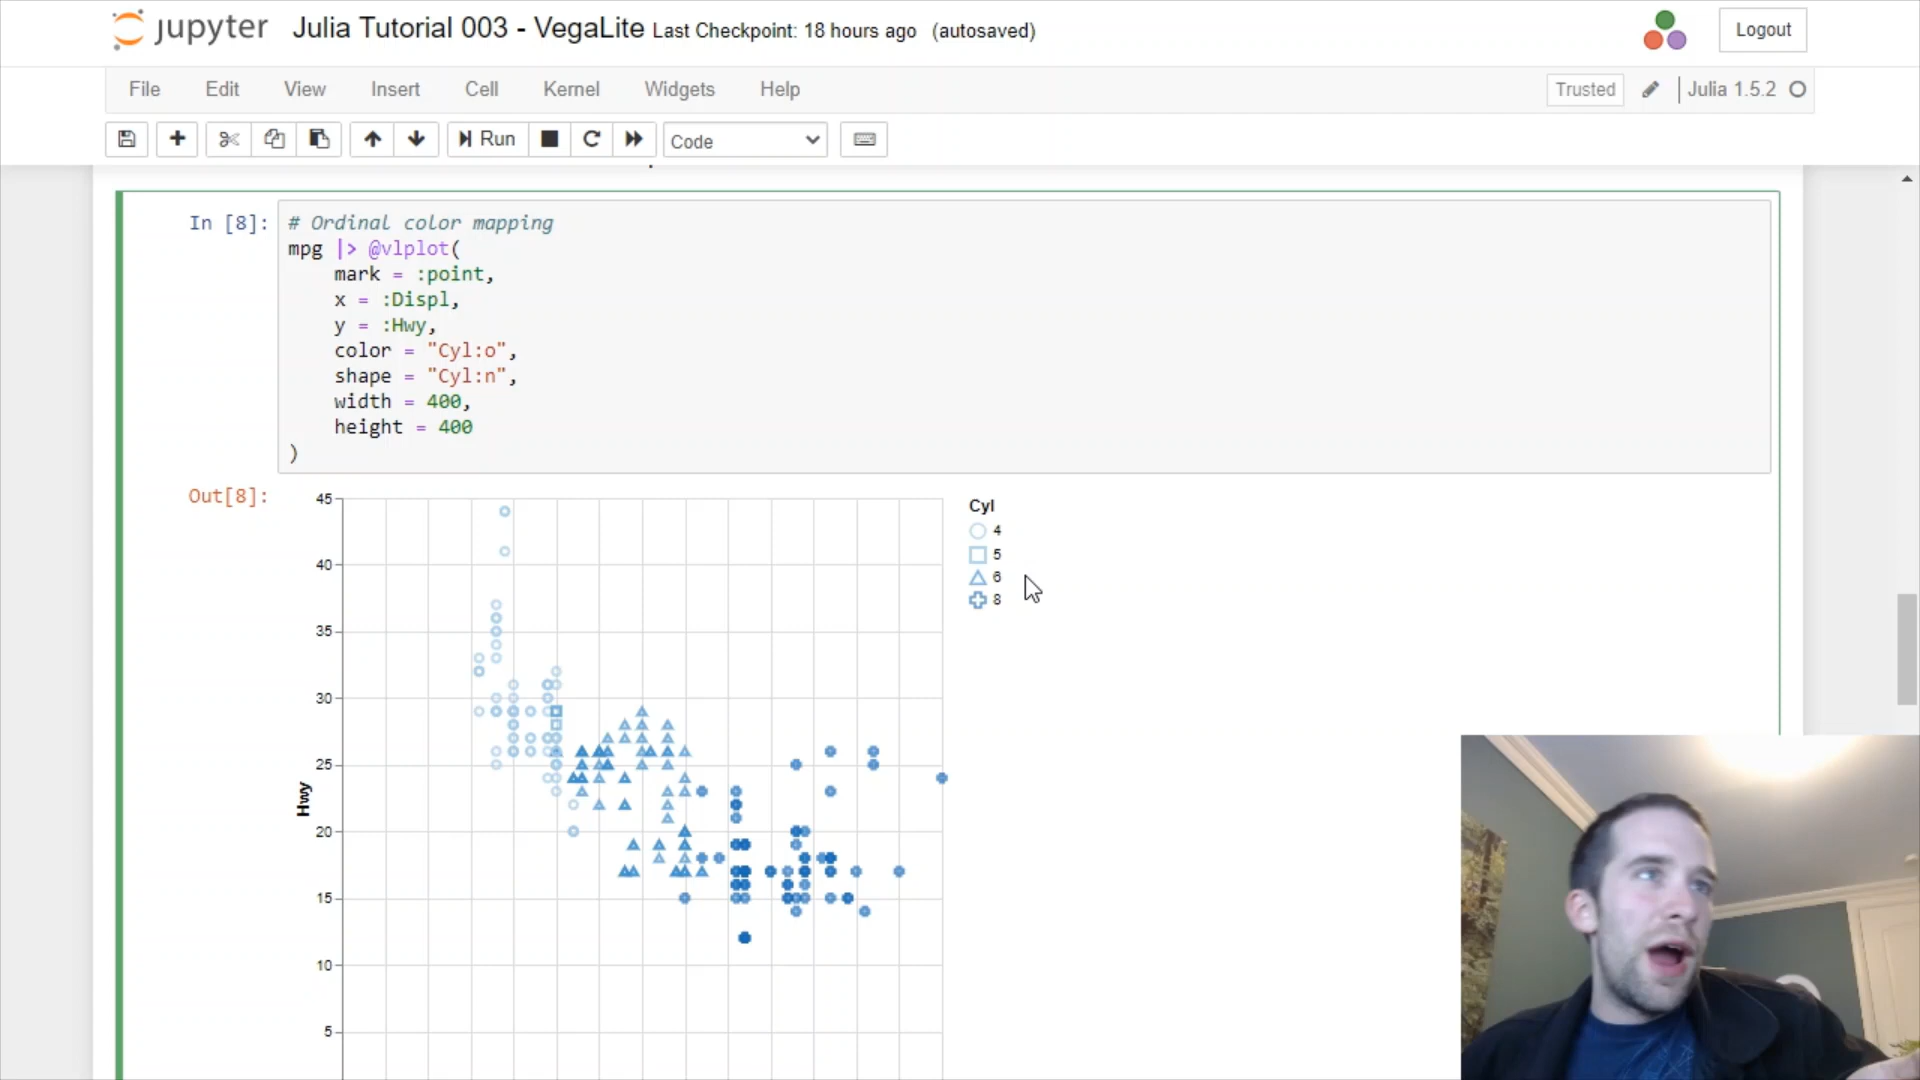 jupyter Julia Tutorial 003 - VegaLite Last Checkpoint: 18 hours ago (autosaved) Logout
File Edit View Insert Cell Kernel Widgets Help Trusted Julia 1.5.2
Run Code
In [8]:
# Ordinal color mapping
mpg |> @vlplot(
mark = :point,
x = :Displ,
y = :Hwy,
color = "Cyl:o",
shape = "Cyl:n",
width = 400,
height = 400
)
Out[8]:
45
40
35
30
25
20
15
10
5
Hwy
Cyl
4
5
6
8